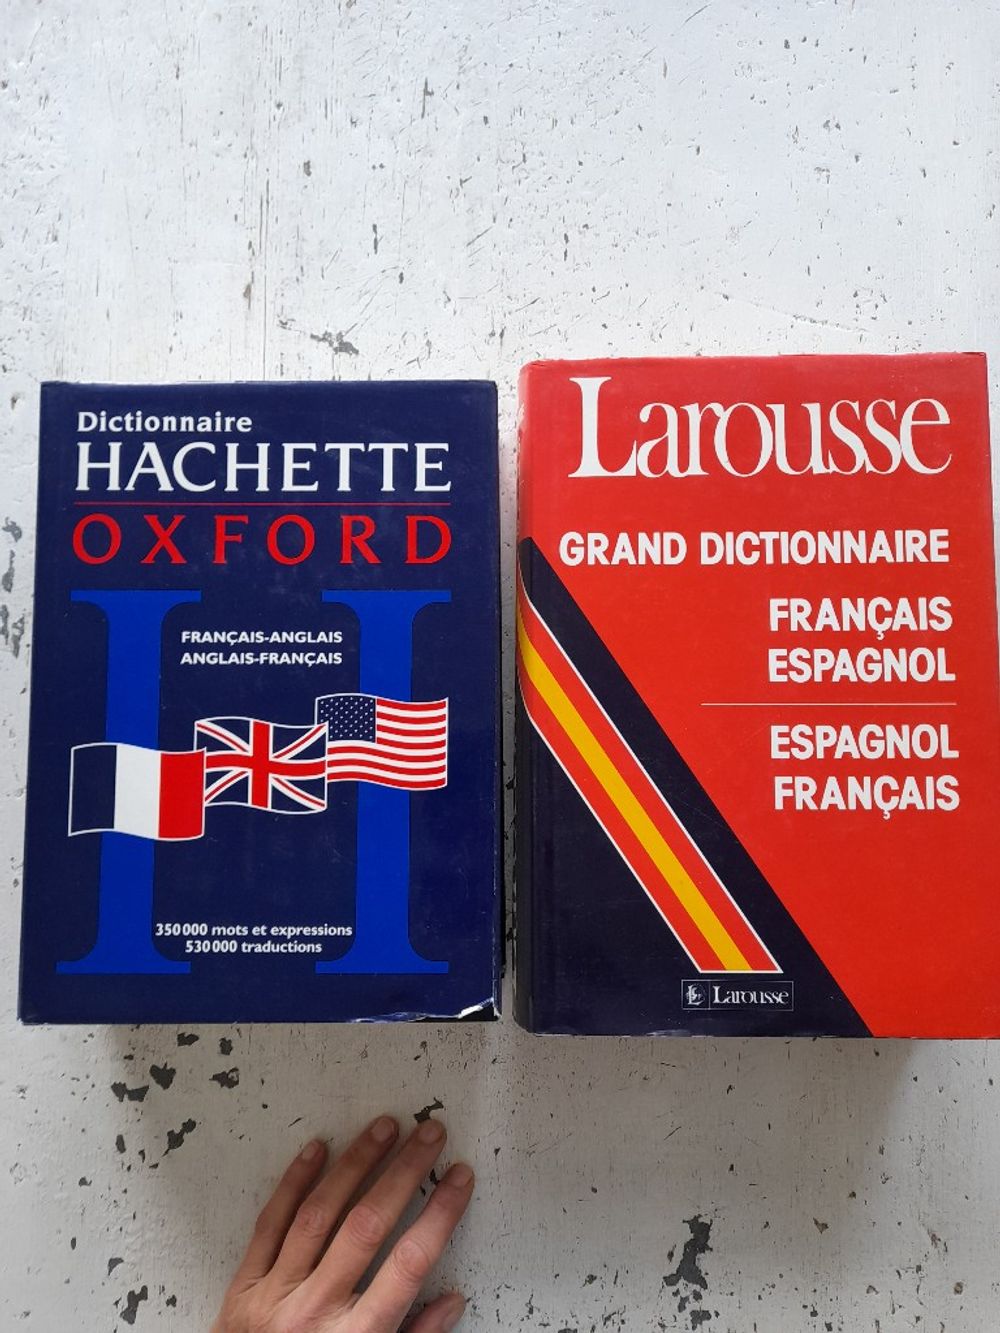 Dictionnaire
HACHETTE
OXFORD
FRANÇAIS-ANGLAIS
ANGLAIS-FRANÇAIS
350 000 mots et expressions
530 000 traductions
Larousse
GRAND DICTIONNAIRE
FRANÇAIS
ESPAGNOL
ESPAGNOL
FRANÇAIS
Larousse